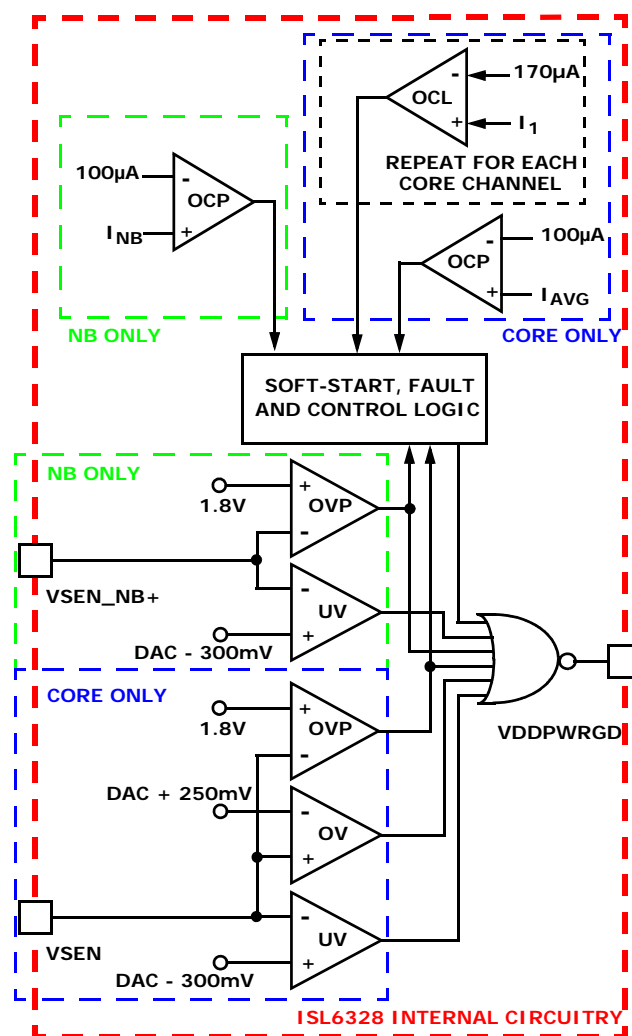 -
170µA
OCL
+
I1
REPEAT FOR EACH
CORE CHANNEL
100µA
-
OCP
INB
+
-
100µA
OCP
+
IAVG
NB ONLY
CORE ONLY
SOFT-START, FAULT
AND CONTROL LOGIC
NB ONLY
+
1.8V
OVP
-
VSEN_NB+
-
UV
DAC - 300mV
+
CORE ONLY
+
1.8V
OVP
-
VDDPWRGD
DAC + 250mV
-
OV
+
-
VSEN
UV
DAC - 300mV
+
ISL6328 INTERNAL CIRCUITRY